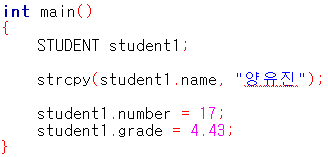 int main()
{
STUDENT student1;
strcpy(student1.name, "양유진");
student1.number = 17;
student1.grade = 4.43;
}